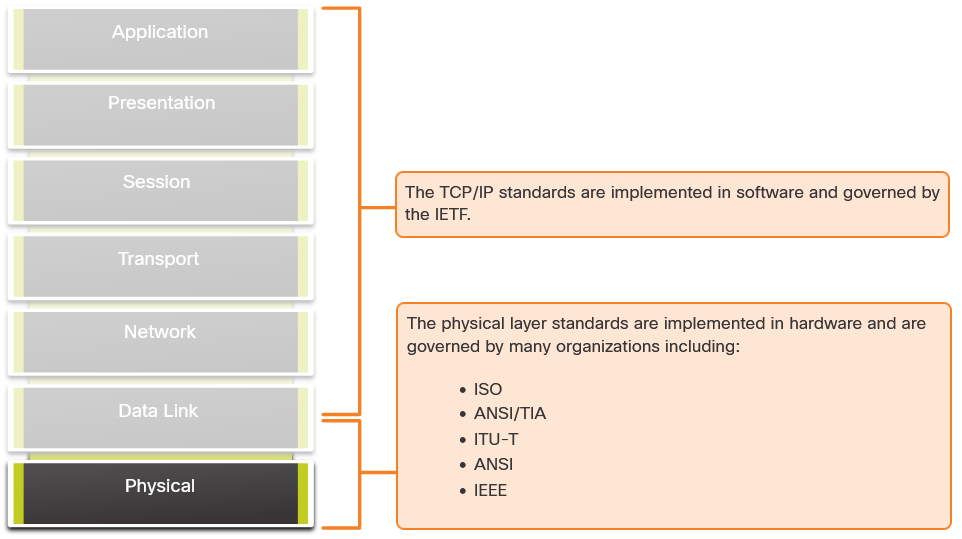 Application
Presentation
Session
Transport
Network
Data Link
Physical
The TCP/IP standards are implemented in software and governed by
the IETF.
The physical layer standards are implemented in hardware and are
governed by many organizations including:
• ISO
• ANSI/TIA
• ITU-T
• ANSI
• IEEE